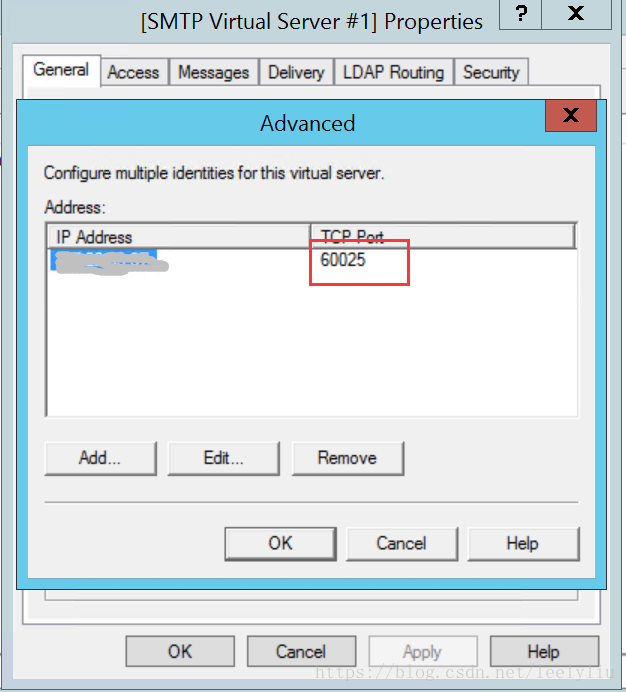 [SMTP Virtual Server #1] Properties ? X
General Access Messages Delivery LDAP Routing Security
Advanced X
Configure multiple identities for this virtual server.
Address:
IP Address TCP Port
60025
Add... Edit... Remove
OK Cancel Help
OK Cancel Apply Help
https://blog.csdn.net/leelyliu